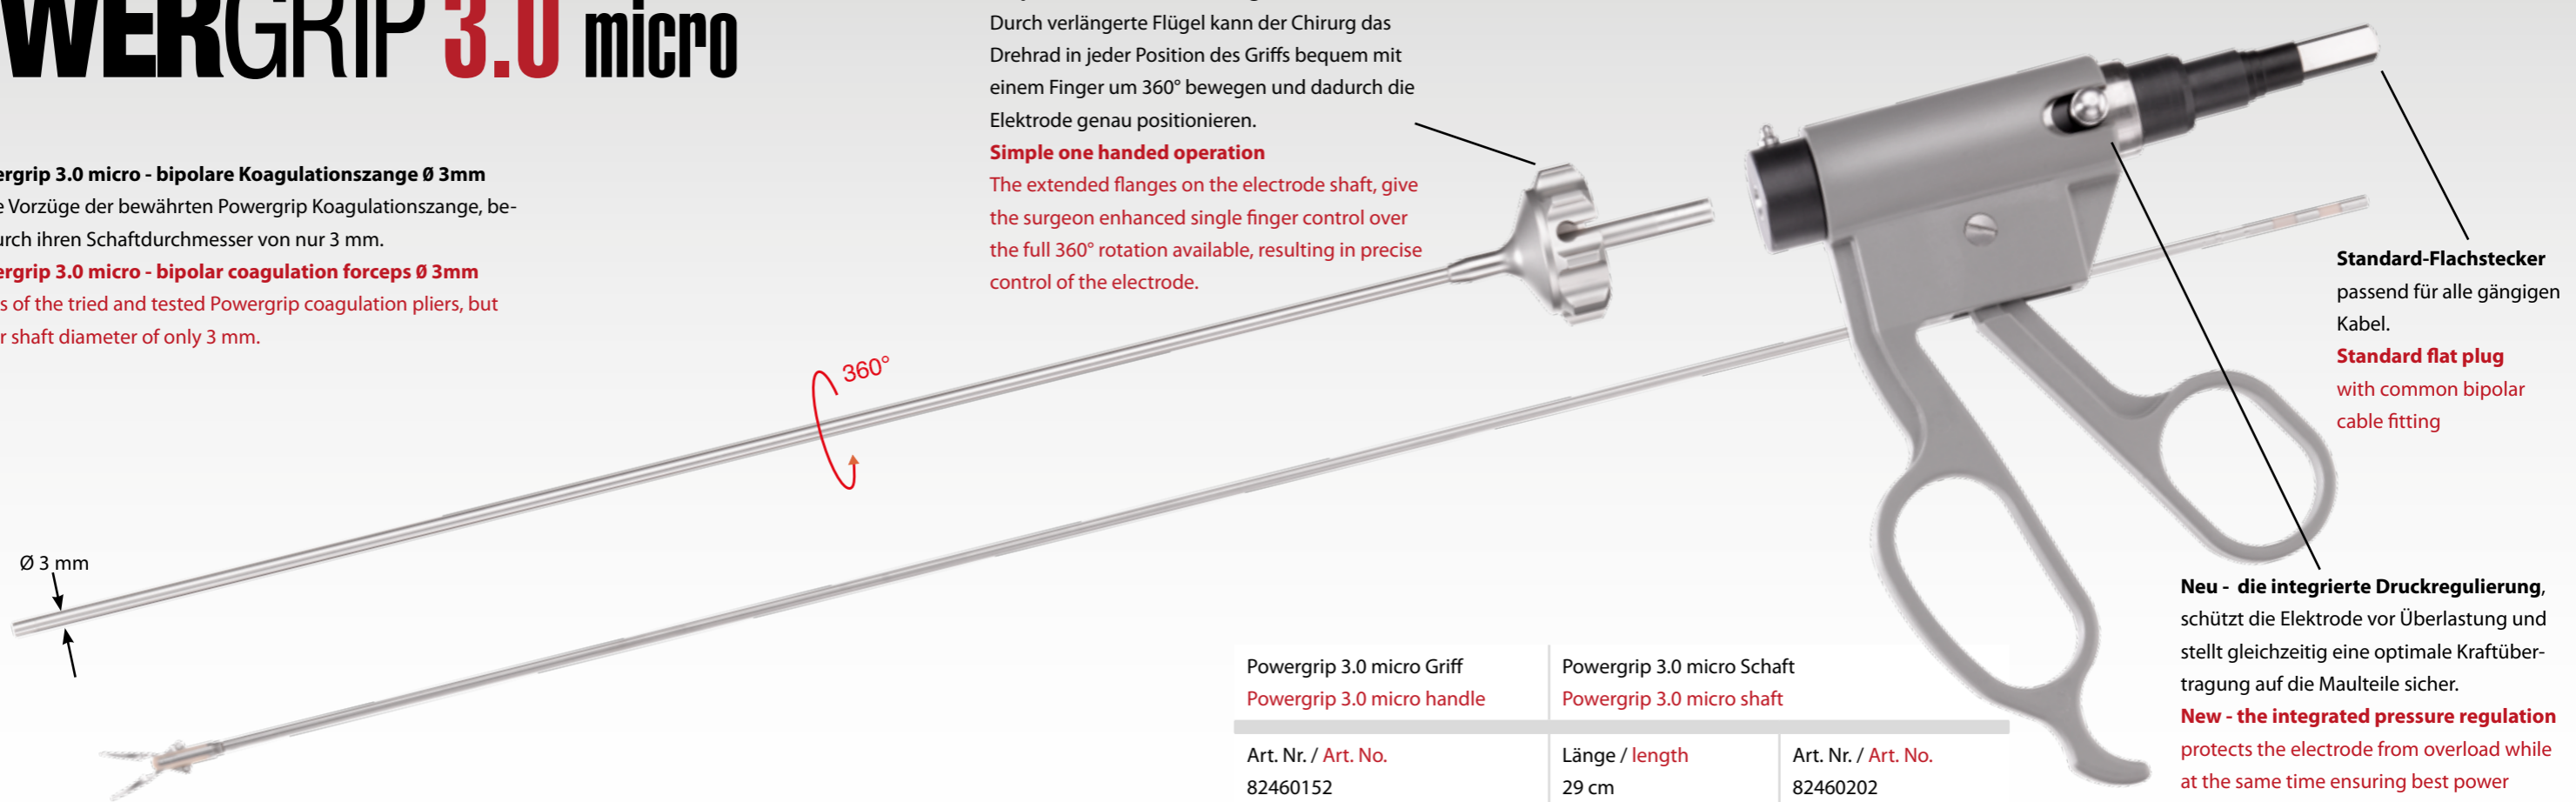 WERGRIP 3.0 micro
ergrip 3.0 micro - bipolare Koagulationszange Ø 3mm
e Vorzüge der bewährten Powergrip Koagulationszange, be-
urch ihren Schaftdurchmesser von nur 3 mm.
ergrip 3.0 micro - bipolar coagulation forceps Ø 3mm
s of the tried and tested Powergrip coagulation pliers, but
r shaft diameter of only 3 mm.
Durch verlängerte Flügel kann der Chirurg das
Drehrad in jeder Position des Griffs bequem mit
einem Finger um 360° bewegen und dadurch die
Elektrode genau positionieren.
Simple one handed operation
The extended flanges on the electrode shaft, give
the surgeon enhanced single finger control over
the full 360° rotation available, resulting in precise
control of the electrode.
360°
Ø 3 mm
Standard-Flachstecker
passend für alle gängigen
Kabel.
Standard flat plug
with common bipolar
cable fitting
Neu - die integrierte Druckregulierung,
schützt die Elektrode vor Überlastung und
stellt gleichzeitig eine optimale Kraftüber-
tragung auf die Maulteile sicher.
New - the integrated pressure regulation
protects the electrode from overload while
at the same time ensuring best power
Powergrip 3.0 micro Griff Powergrip 3.0 micro Schaft
Powergrip 3.0 micro handle Powergrip 3.0 micro shaft
Art. Nr. / Art. No. Länge / length Art. Nr. / Art. No.
82460152 29 cm 82460202